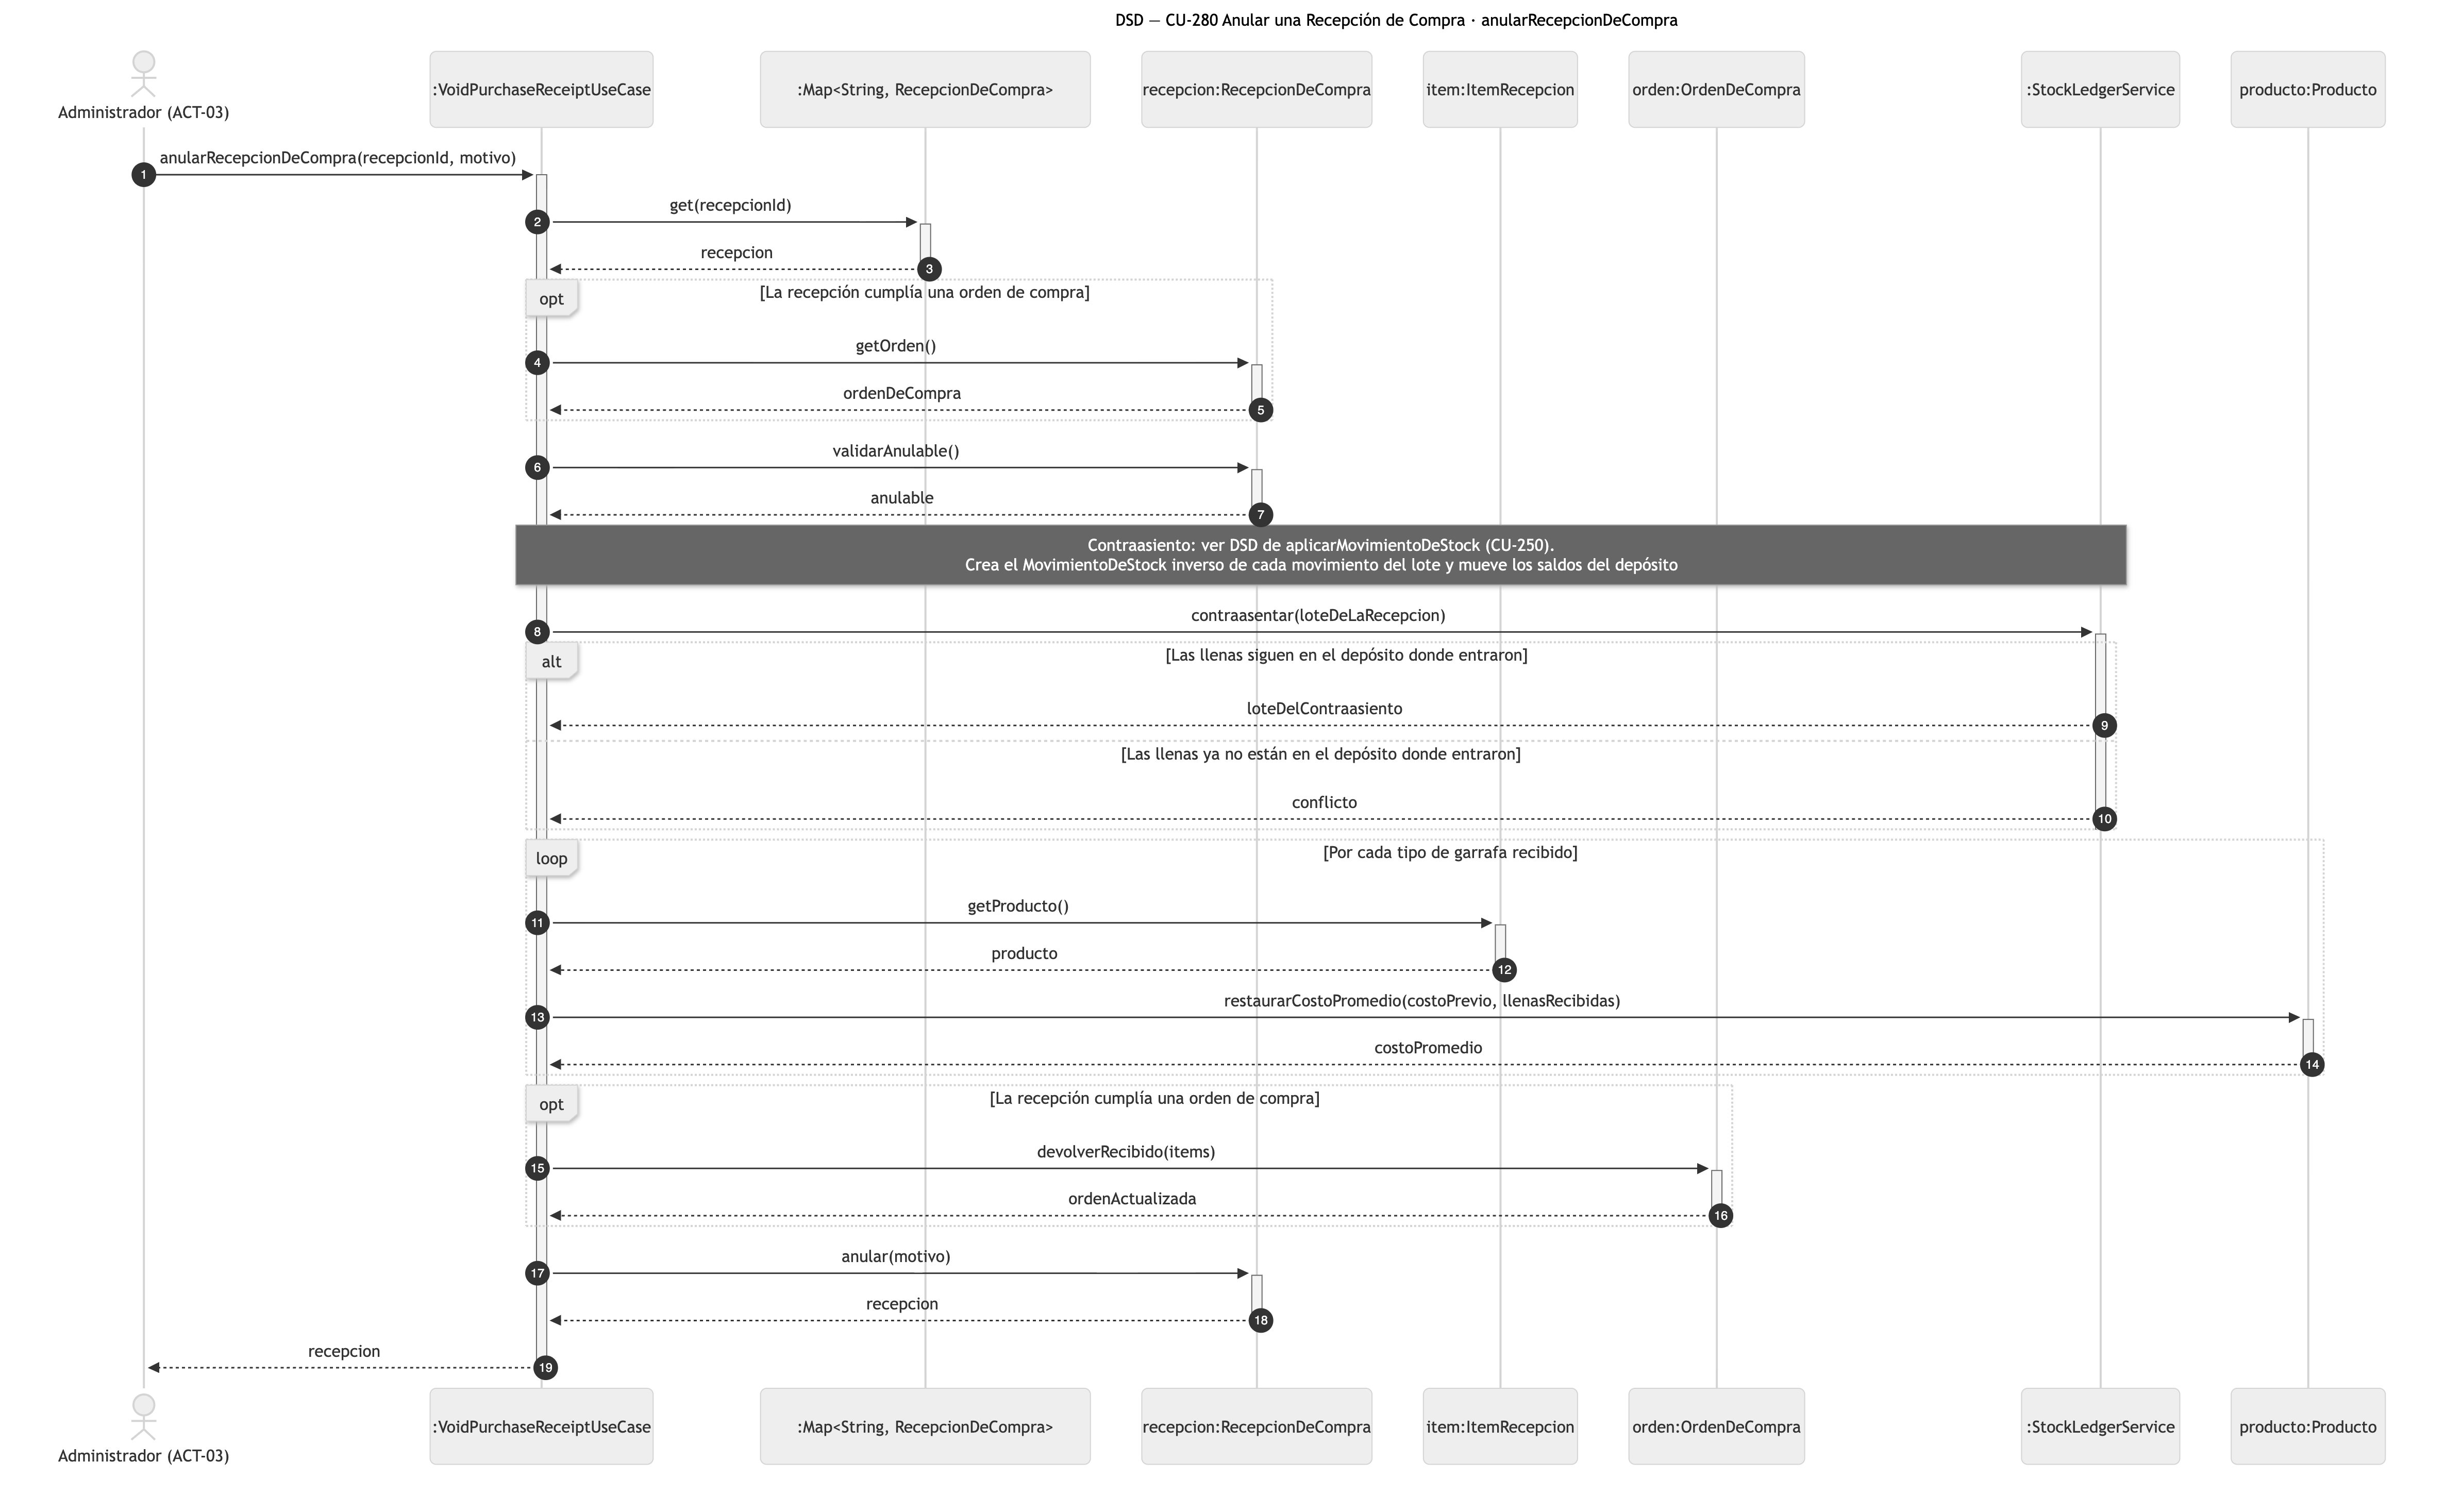 DSD — CU-280 Anular una Recepción de Compra · anularRecepcionDeCompra
Administrador (ACT-03)
:VoidPurchaseReceiptUseCase
:Map<String, RecepcionDeCompra>
recepcion:RecepcionDeCompra
item:ItemRecepcion
orden:OrdenDeCompra
:StockLedgerService
producto:Producto
anularRecepcionDeCompra(recepcionId, motivo)
1
get(recepcionId)
2
recepcion
3
opt
[La recepción cumplía una orden de compra]
getOrden()
4
ordenDeCompra
5
validarAnulable()
6
anulable
7
Contraasiento: ver DSD de aplicarMovimientoDeStock (CU-250).
Crea el MovimientoDeStock inverso de cada movimiento del lote y mueve los saldos del depósito
contraasentar(loteDeLaRecepcion)
8
alt
[Las llenas siguen en el depósito donde entraron]
loteDelContraasiento
9
[Las llenas ya no están en el depósito donde entraron]
conflicto
10
loop
[Por cada tipo de garrafa recibido]
getProducto()
11
producto
12
restaurarCostoPromedio(costoPrevio, llenasRecibidas)
13
costoPromedio
14
opt
[La recepción cumplía una orden de compra]
devolverRecibido(items)
15
ordenActualizada
16
anular(motivo)
17
recepcion
18
recepcion
19
Administrador (ACT-03)
:VoidPurchaseReceiptUseCase
:Map<String, RecepcionDeCompra>
recepcion:RecepcionDeCompra
item:ItemRecepcion
orden:OrdenDeCompra
:StockLedgerService
producto:Producto